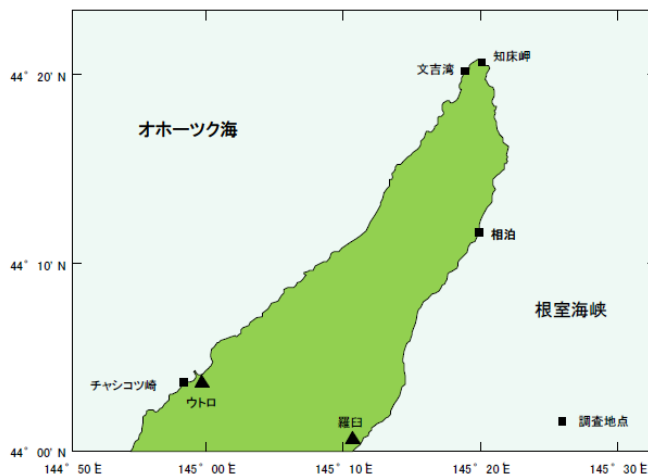 知床岬
文吉湾
44° 20' N
オホーツク海
相泊
44° 10' N
根室海峡
チャシコツ崎
ウトロ
羅臼
調査地点
44° 00' N
144° 50 E
145° 00 E
145° 10 E
145° 20 E
145° 30 E